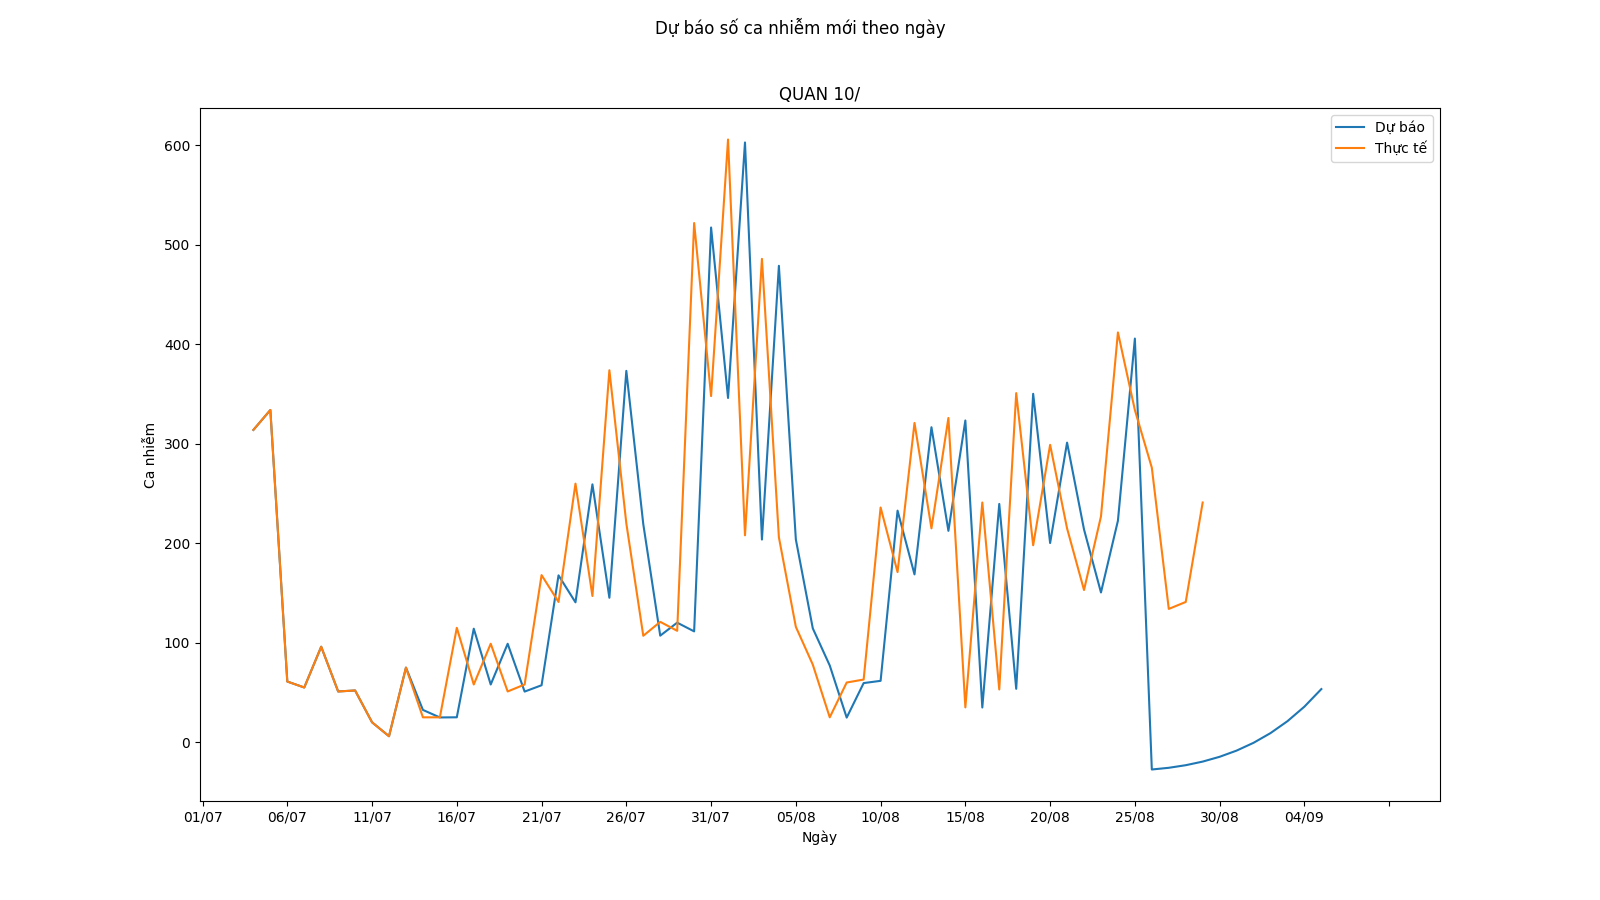 Dự báo số ca nhiễm mới theo ngày
QUAN 10/
Dự báo
Thực tế
Ca nhiễm
600
500
400
300
200
100
0
01/07 06/07 11/07 16/07 21/07 26/07 31/07 05/08 10/08 15/08 20/08 25/08 30/08 04/09
Ngày